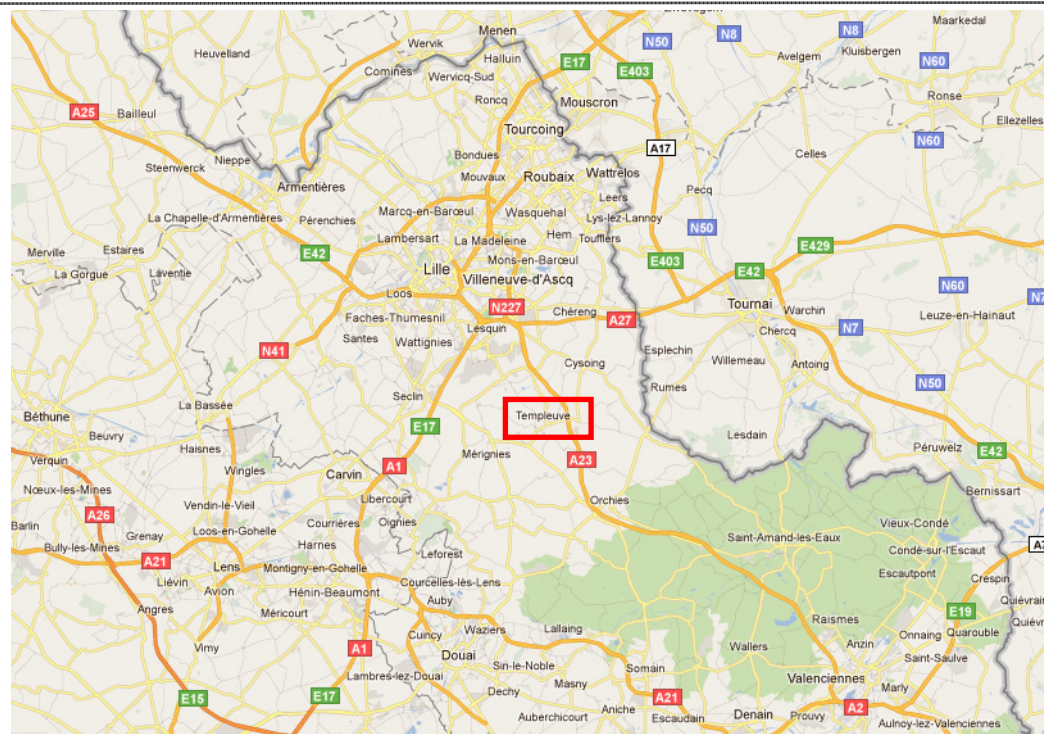 Maarkedal
Menen
N50
N8
N8
Heuvelland
Wervik
Halluin
E17
Avelgem
Kluisbergen
N60
Comines
Wervicq-Sud
E403
Roncq
Mouscron
Ronse
A25
Bailleul
Tourcoing
Ellezelles
N60
Nieppe
Bondues
A17
Celles
Steenwerck
Mouvaux
Roubaix
Wattrelos
Armentières
Pecq
Leers
La Chapelle-d'Armentières
Pérenchies
Marcq-en-Barœul
Wasquehal
Lys-lez-Lannoy
N50
Lambersart
La Madeleine
Hem
Toufflers
E429
Merville
Estaires
E42
Mons-en-Barœul
E403
La Gorgue
Laventie
Lille
Villeneuve-d'Ascq
E42
N60
Loos
N227
Tournai
Warchin
Faches-Thumesnil
Chéreng
A27
Leuze-en-Hainaut
Lesquin
Chercq
N7
Santes
Wattignies
N41
Esplechin
Cysoing
Willemeau
Antoing
N50
Seclin
Rumes
La Bassée
Templeuve
Béthune
E17
Lesdain
Beuvry
Haisnes
Mérignies
Péruwelz
E42
Verquin
A23
Wingles
Carvin
A1
Nœux-les-Mines
Libercourt
Orchies
Bernissart
Vendin-le-Vieil
A26
Barlin
Grenay
Loos-en-Gohelle
Courrières
Oignies
Vieux-Condé
Bully-les-Mines
Harnes
Saint-Amand-les-Eaux
A21
Leforest
Condé-sur-l'Escaut
Lens
Montigny-en-Gohelle
Liévin
Courcelles-lès-Lens
Escautpont
Crespin
Avion
Hénin-Beaumont
Auby
Angres
Méricourt
E19
Raismes
Cuincy
Waziers
Lallaing
Onnaing
Quarouble
Vimy
A1
Wallers
Anzin
Douai
Saint-Saulve
Lambres-lez-Douai
Sin-le-Noble
Somain
Valenciennes
E15
E17
Dechy
Masny
A21
Marly
Aniche
Auberchicourt
Escaudain
Denain
Prouvy
A2
Aulnoy-lez-Valenciennes